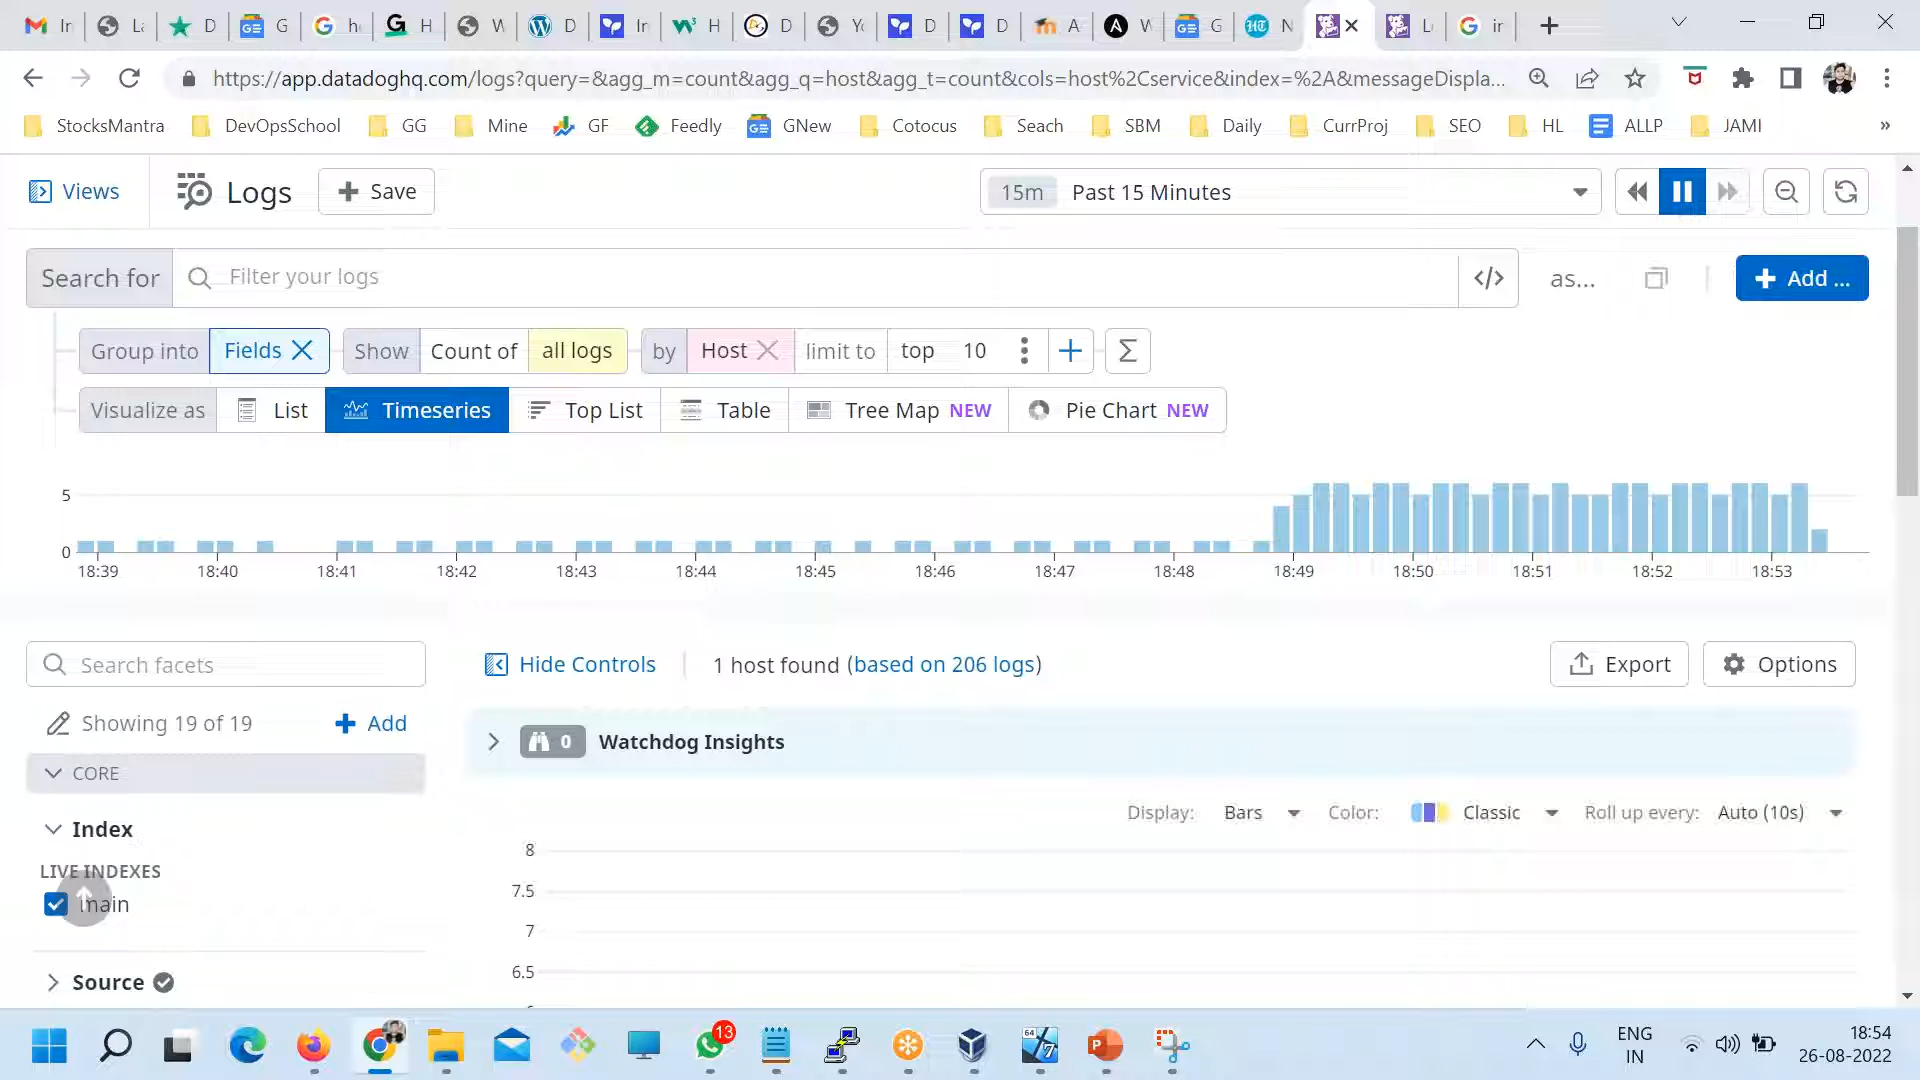 https://app.datadoghq.com/logs?query=&agg_m=count&agg_q=host&agg_t=count&cols=host%2Cservice&index=%2A&messageDispla...
StocksMantra DevOpsSchool GG Mine GF Feedly GNew Cotocus Seach SBM Daily CurrProj SEO HL ALLP JAMI »
Views Logs + Save 15m Past 15 Minutes
Search for Filter your logs </> as... + Add ...
Group into Fields Show Count of all logs by Host limit to top 10 + Σ
Visualize as List Timeseries Top List Table Tree Map NEW Pie Chart NEW
5
0
18:39 18:40 18:41 18:42 18:43 18:44 18:45 18:46 18:47 18:48 18:49 18:50 18:51 18:52 18:53
Search facets Hide Controls 1 host found (based on 206 logs) Export Options
Showing 19 of 19 + Add
0 Watchdog Insights
CORE
Display: Bars Color: Classic Roll up every: Auto (10s)
Index
8
LIVE INDEXES
7.5
main
7
6.5
Source
13
64
7
ENG
IN
18:54
26-08-2022